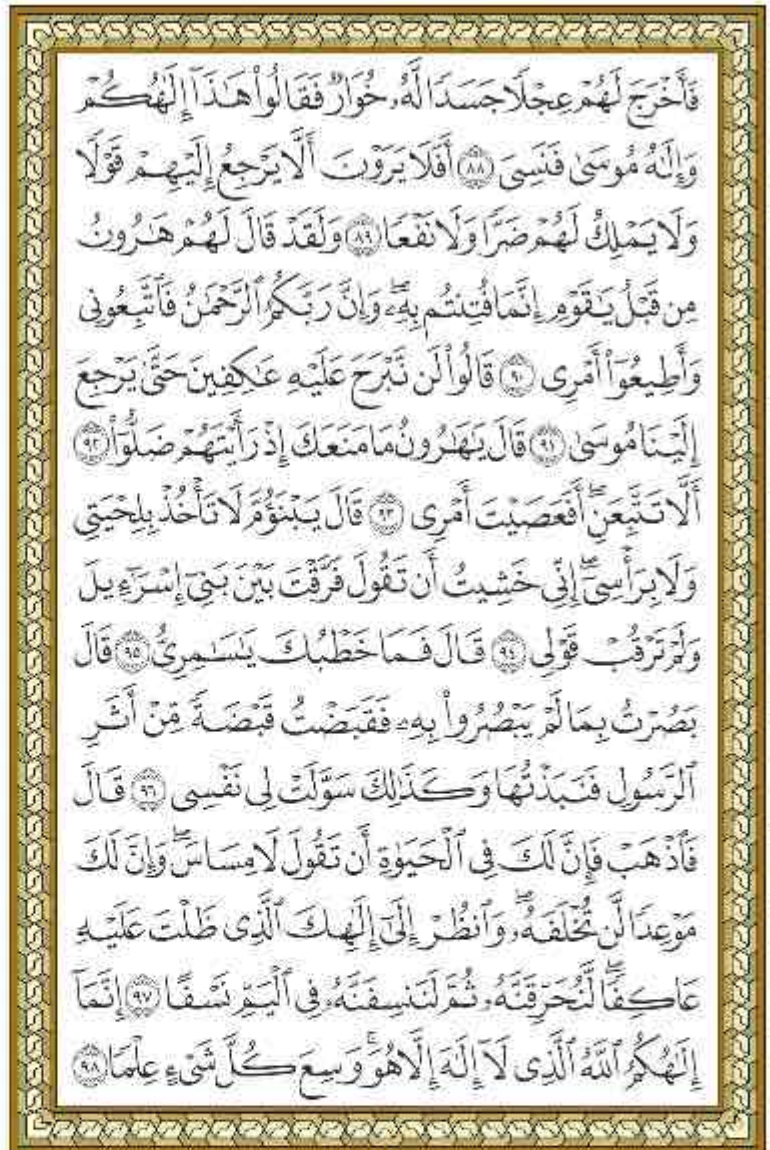 فَأَخْرَجَ لَهُمْ عِجْلًا جَسَدًا لَّهُۥ خُوَارٌ فَقَالُوا۟ هَٰذَآ إِلَٰهُكُمْ
وَإِلَٰهُ مُوسَىٰ فَنَسِىَ ٨٨ أَفَلَا يَرَوْنَ أَلَّا يَرْجِعُ إِلَيْهِمْ قَوْلًا
وَلَا يَمْلِكُ لَهُمْ ضَرًّا وَلَا نَفْعًا ٨٩ وَلَقَدْ قَالَ لَهُمْ هَٰرُونُ
مِن قَبْلُ يَٰقَوْمِ إِنَّمَا فُتِنتُم بِهِۦۖ وَإِنَّ رَبَّكُمُ ٱلرَّحْمَٰنُ فَٱتَّبِعُونِى
وَأَطِيعُوٓا۟ أَمْرِى ٩٠ قَالُوا۟ لَن نَّبْرَحَ عَلَيْهِ عَٰكِفِينَ حَتَّىٰ يَرْجِعَ
إِلَيْنَا مُوسَىٰ ٩١ قَالَ يَٰهَٰرُونُ مَا مَنَعَكَ إِذْ رَأَيْتَهُمْ ضَلُّوٓا۟ ٩٢
أَلَّا تَتَّبِعَنِۖ أَفَعَصَيْتَ أَمْرِى ٩٣ قَالَ يَبْنَؤُمَّ لَا تَأْخُذْ بِلِحْيَتِى
وَلَا بِرَأْسِىٓۖ إِنِّى خَشِيتُ أَن تَقُولَ فَرَّقْتَ بَيْنَ بَنِىٓ إِسْرَٰٓءِيلَ
وَلَمْ تَرْقُبْ قَوْلِى ٩٤ قَالَ فَمَا خَطْبُكَ يَٰسَٰمِرِىُّ ٩٥ قَالَ
بَصُرْتُ بِمَا لَمْ يَبْصُرُوا۟ بِهِۦ فَقَبَضْتُ قَبْضَةً مِّنْ أَثَرِ
ٱلرَّسُولِ فَنَبَذْتُهَا وَكَذَٰلِكَ سَوَّلَتْ لِى نَفْسِى ٩٦ قَالَ
فَٱذْهَبْ فَإِنَّ لَكَ فِى ٱلْحَيَوٰةِ أَن تَقُولَ لَا مِسَاسَۖ وَإِنَّ لَكَ
مَوْعِدًا لَّن تُخْلَفَهُۥۖ وَٱنظُرْ إِلَىٰٓ إِلَٰهِكَ ٱلَّذِى ظَلْتَ عَلَيْهِ
عَاكِفًاۖ لَّنُحَرِّقَنَّهُۥ ثُمَّ لَنَنسِفَنَّهُۥ فِى ٱلْيَمِّ نَسْفًا ٩٧ إِنَّمَآ
إِلَٰهُكُمُ ٱللَّهُ ٱلَّذِى لَآ إِلَٰهَ إِلَّا هُوَۚ وَسِعَ كُلَّ شَىْءٍ عِلْمًا ٩٨